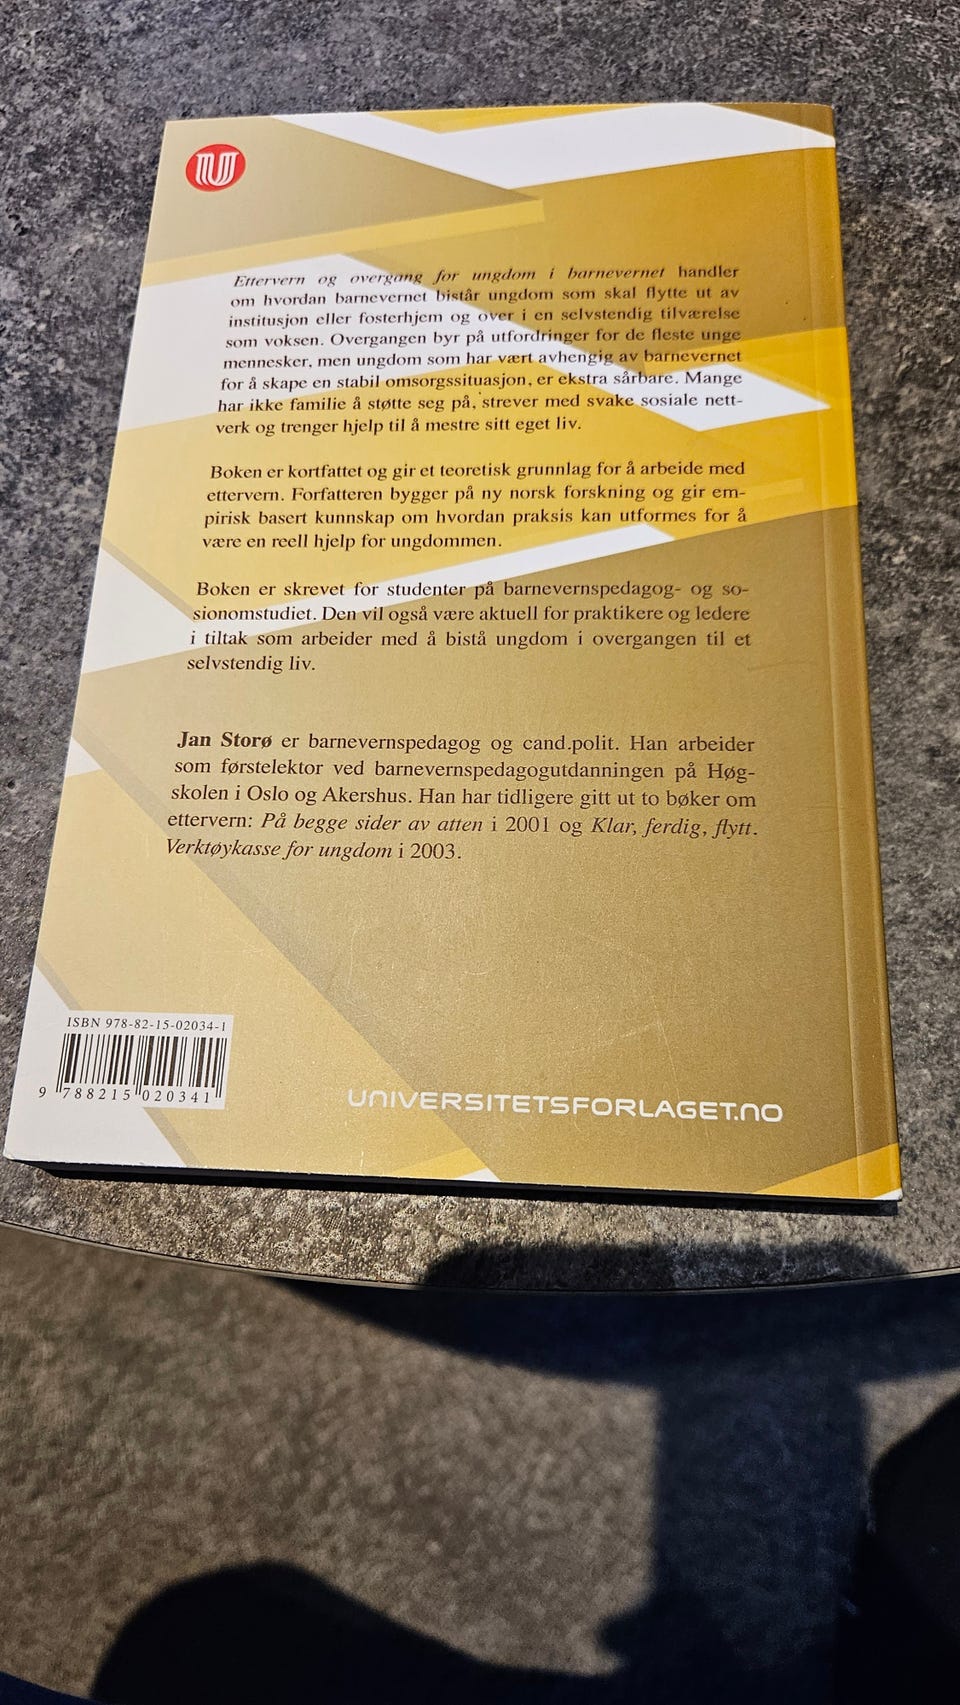 U
Ettervern og overgang for ungdom i barnevernet handler
om hvordan barnevernet bistår ungdom som skal flytte ut av
institusjon eller fosterhjem og over i en selvstendig tilværelse
som voksen. Overgangen byr på utfordringer for de fleste unge
mennesker, men ungdom som har vært avhengig av barnevernet
for å skape en stabil omsorgssituasjon, er ekstra sårbare. Mange
har ikke familie å støtte seg på, strever med svake sosiale nett-
verk og trenger hjelp til å mestre sitt eget liv.
Boken er kortfattet og gir et teoretisk grunnlag for å arbeide med
ettervern. Forfatteren bygger på ny norsk forskning og gir em-
pirisk basert kunnskap om hvordan praksis kan utformes for å
være en reell hjelp for ungdommen.
Boken er skrevet for studenter på barnevernspedagog- og so-
sionomstudiet. Den vil også være aktuell for praktikere og ledere
i tiltak som arbeider med å bistå ungdom i overgangen til et
selvstendig liv.
Jan Storø er barnevernspedagog og cand.polit. Han arbeider
som førstelektor ved barnevernspedagogutdanningen på Høg-
skolen i Oslo og Akershus. Han har tidligere gitt ut to bøker om
ettervern: På begge sider av atten i 2001 og Klar, ferdig, flytt.
Verktøykasse for ungdom i 2003.
ISBN 978-82-15-02034-1
9 788215 020341
UNIVERSITETSFORLAGET.NO